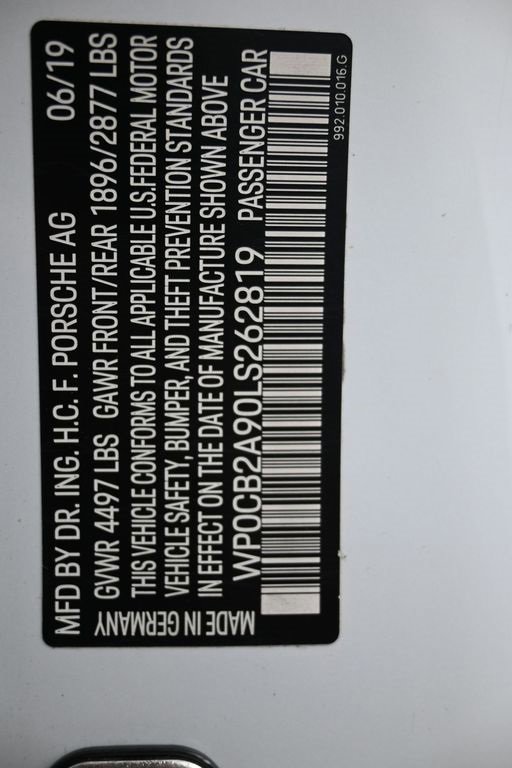 MFD BY DR. ING. H.C. F. PORSCHE AG 06/19
GVWR 4497 LBS GAWR FRONT/REAR 1896/2877 LBS
THIS VEHICLE CONFORMS TO ALL APPLICABLE U.S.FEDERAL MOTOR
VEHICLE SAFETY, BUMPER, AND THEFT PREVENTION STANDARDS
IN EFFECT ON THE DATE OF MANUFACTURE SHOWN ABOVE
WP0CB2A90LS262819 PASSENGER CAR
MADE IN GERMANY
992.010.016.G